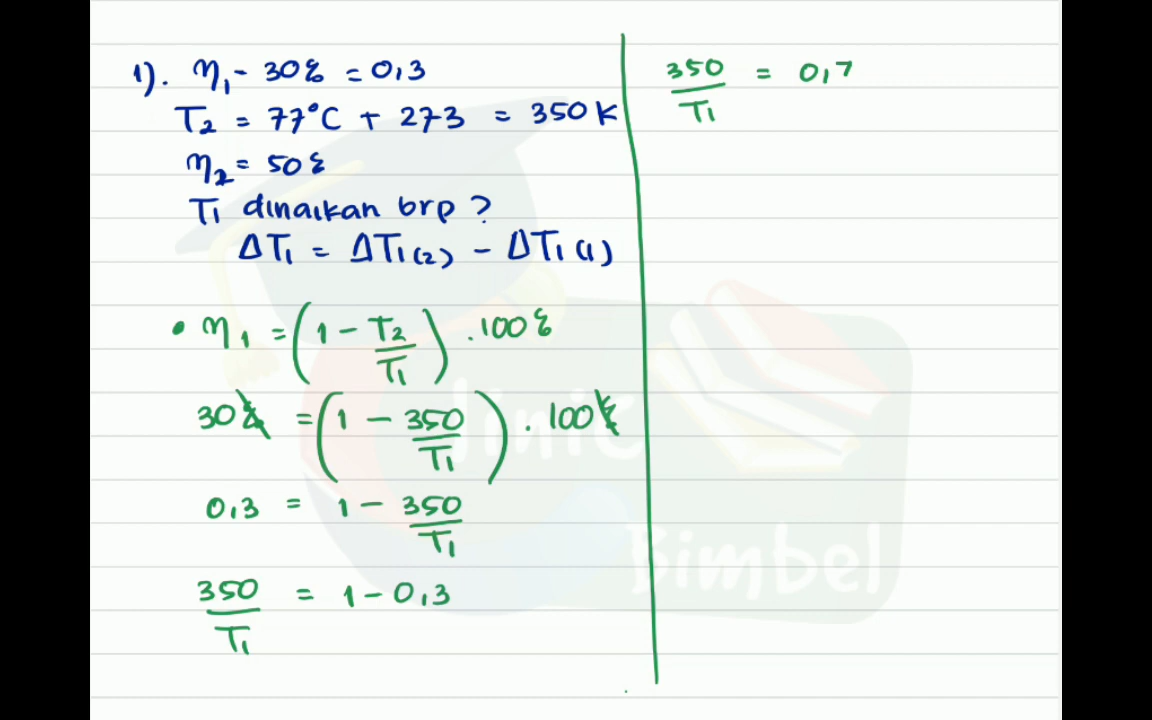 1). η₁ - 30% = 0,3
T₂ = 77°C + 273 = 350 K
η₂ = 50%
T₁ dinaikan brp ?
ΔT₁ = ΔT₁(2) - ΔT₁(1)
• η₁ = (1 - T₂/T₁) . 100%
30% = (1 - 350/T₁) . 100%
0,3 = 1 - 350/T₁
350/T₁ = 1 - 0,3
350/T₁ = 0,7
Jinic
Bimbel